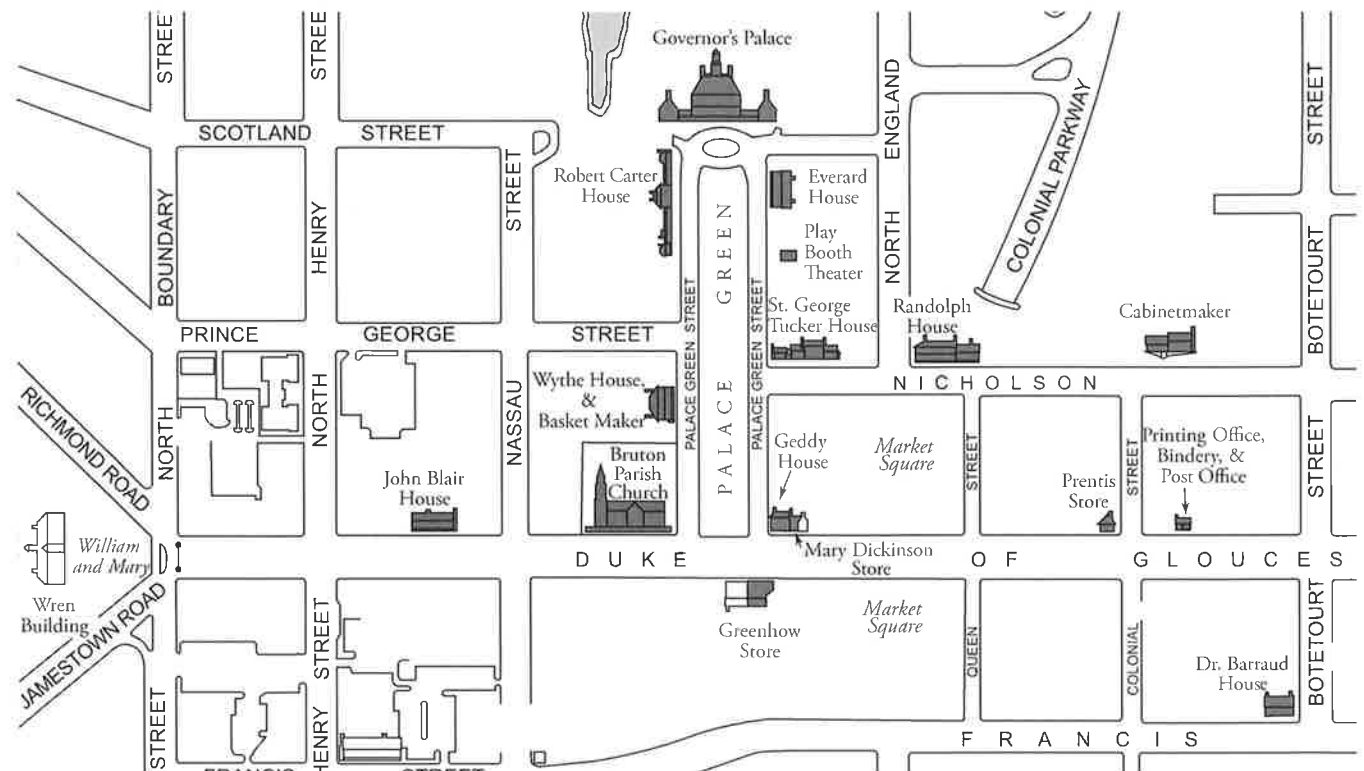 STREET
STREE
Governor's Palace
ENGLAND
COLONIAL PARKWAY
STREET
SCOTLAND STREET
Robert Carter
House
STREET
Everard
House
Play
Booth
Theater
BOUNDARY
HENRY
PALACE GREEN
NORTH
BOTETOURT
PALACE GREEN STREET
PALACE GREEN STREET
St. George
Tucker House
Randolph
House
Cabinetmaker
PRINCE GEORGE STREET
NICHOLSON
RICHMOND ROAD
NORTH
NORTH
NASSAU
Wythe House,
&
Basket Maker
Bruton
Parish
Church
John Blair
House
Geddy
House
Market
Square
STREET
Prentis
Store
STREET
Printing Office,
Bindery, &
Post Office
STREET
William
and Mary
Wren
Building
DUKE OF GLOUCES
Mary Dickinson
Store
JAMESTOWN ROAD
STREET
Greenhow
Store
Market
Square
QUEEN
COLONIAL
Dr. Barraud
House
BOTETOURT
STREET
HENRY
FRANCIS
FRANCIS STREET